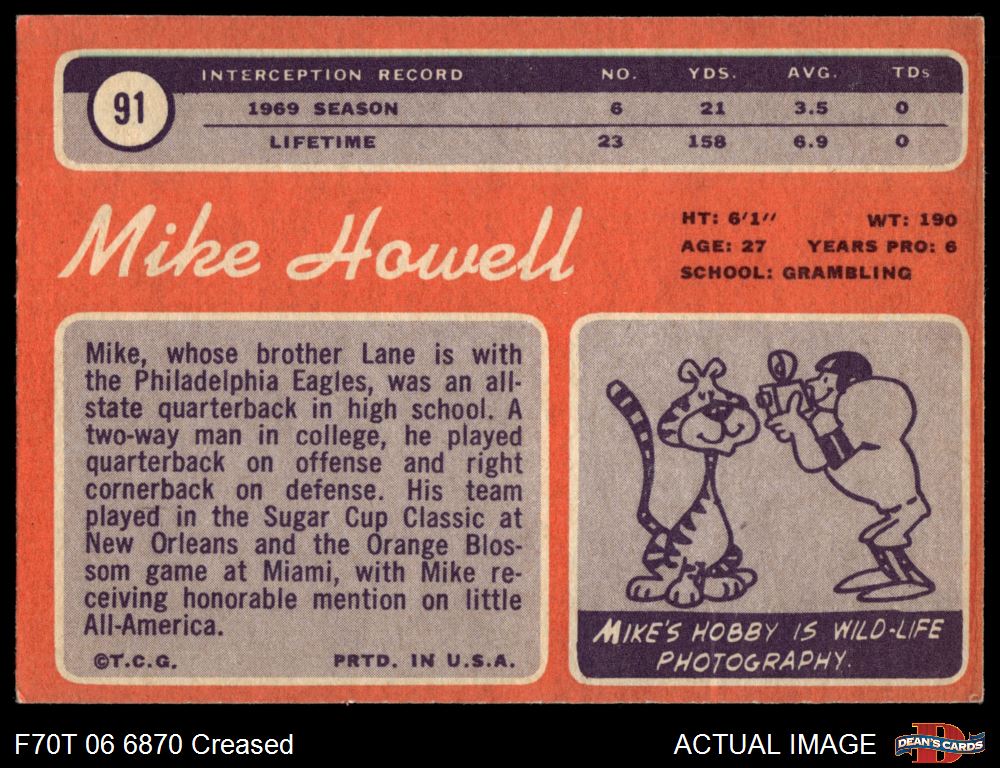 91
INTERCEPTION RECORD NO. YDS. AVG. TDs
1969 SEASON 6 21 3.5 0
LIFETIME 23 158 6.9 0
Mike Howell
HT: 6'1" WT: 190
AGE: 27 YEARS PRO: 6
SCHOOL: GRAMBLING
Mike, whose brother Lane is with
the Philadelphia Eagles, was an all-
state quarterback in high school. A
two-way man in college, he played
quarterback on offense and right
cornerback on defense. His team
played in the Sugar Cup Classic at
New Orleans and the Orange Blos-
som game at Miami, with Mike re-
ceiving honorable mention on little
All-America.
©T.C.G. PRTD. IN U.S.A.
MIKE'S HOBBY IS WILD-LIFE
PHOTOGRAPHY.
F70T 06 6870 Creased
ACTUAL IMAGE
D
DEAN'S CARDS